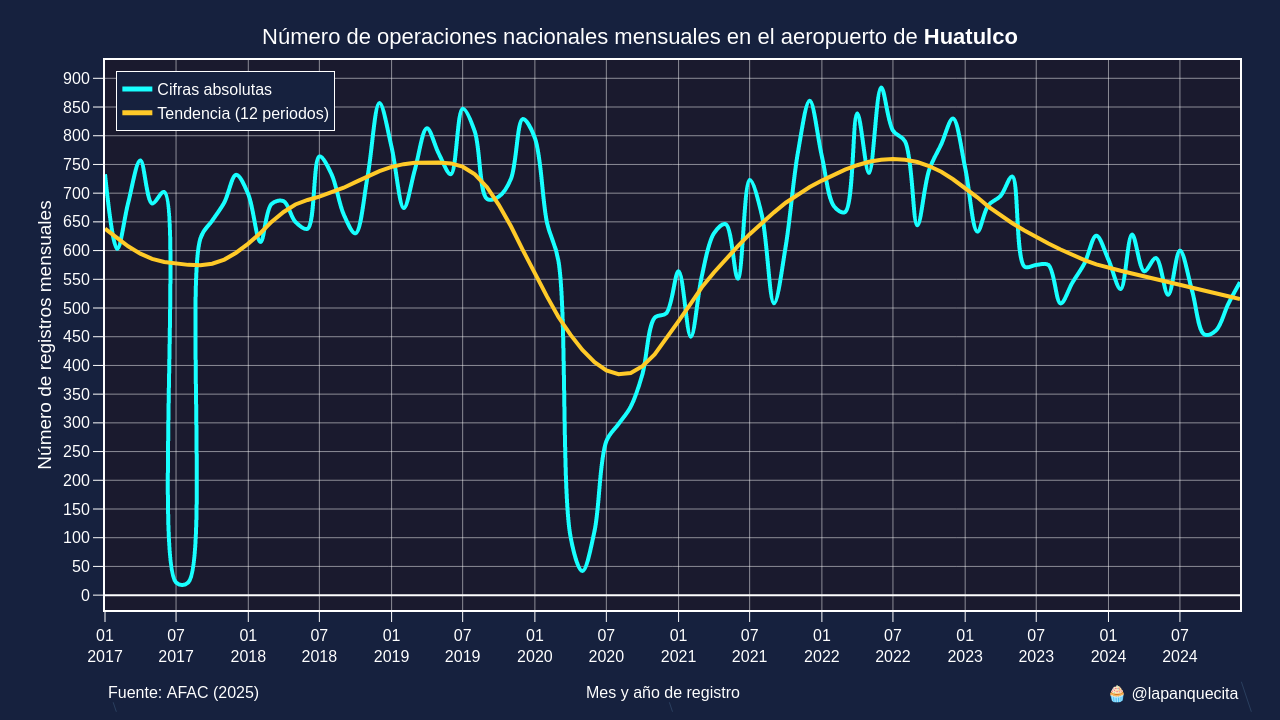 Número de operaciones nacionales mensuales en el aeropuerto de Huatulco
Cifras absolutas
Tendencia (12 periodos)
Número de registros mensuales
900
850
800
750
700
650
600
550
500
450
400
350
300
250
200
150
100
50
0
01 07 01 07 01 07 01 07 01 07 01 07 01 07 01 07
2017 2017 2018 2018 2019 2019 2020 2020 2021 2021 2022 2022 2023 2023 2024 2024
Fuente: AFAC (2025)
Mes y año de registro
🧁 @lapanquecita